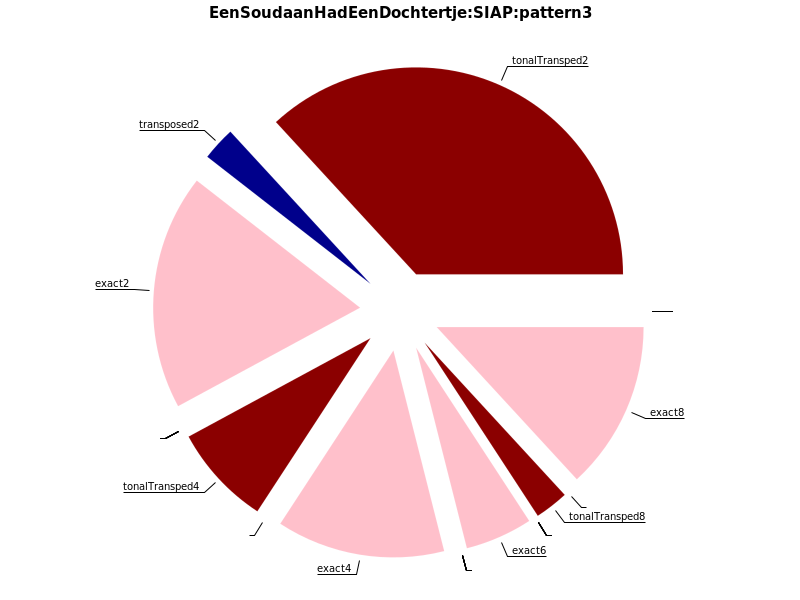 EenSoudaanHadEenDochtertje:SIAP:pattern3
tonalTransped2
transposed2
exact2
exact8
tonalTransped4
tonalTransped8
exact6
exact4